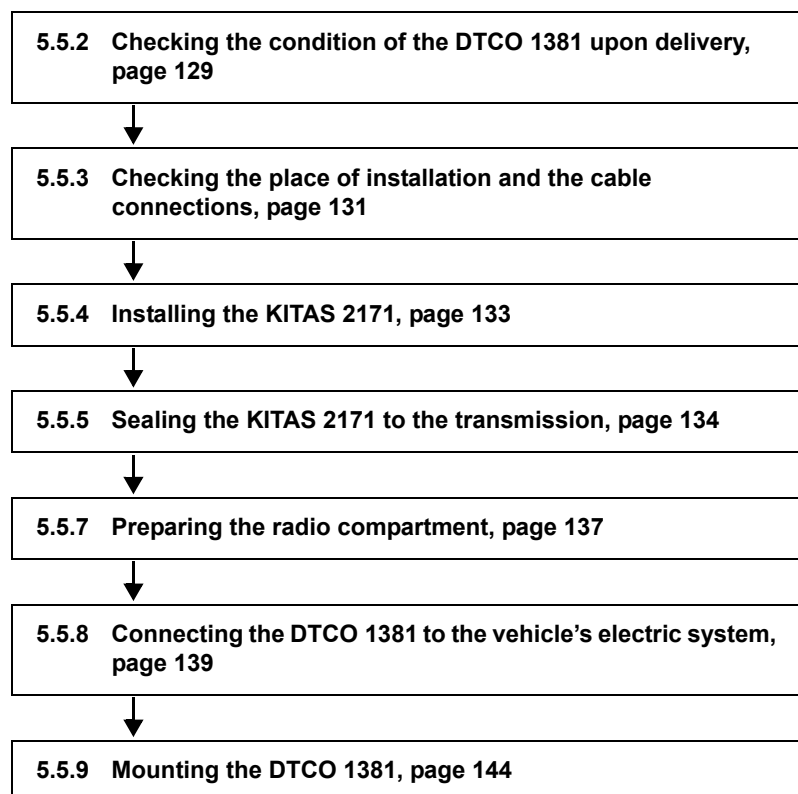 5.5.2 Checking the condition of the DTCO 1381 upon delivery,
page 129
5.5.3 Checking the place of installation and the cable
connections, page 131
5.5.4 Installing the KITAS 2171, page 133
5.5.5 Sealing the KITAS 2171 to the transmission, page 134
5.5.7 Preparing the radio compartment, page 137
5.5.8 Connecting the DTCO 1381 to the vehicle's electric system,
page 139
5.5.9 Mounting the DTCO 1381, page 144